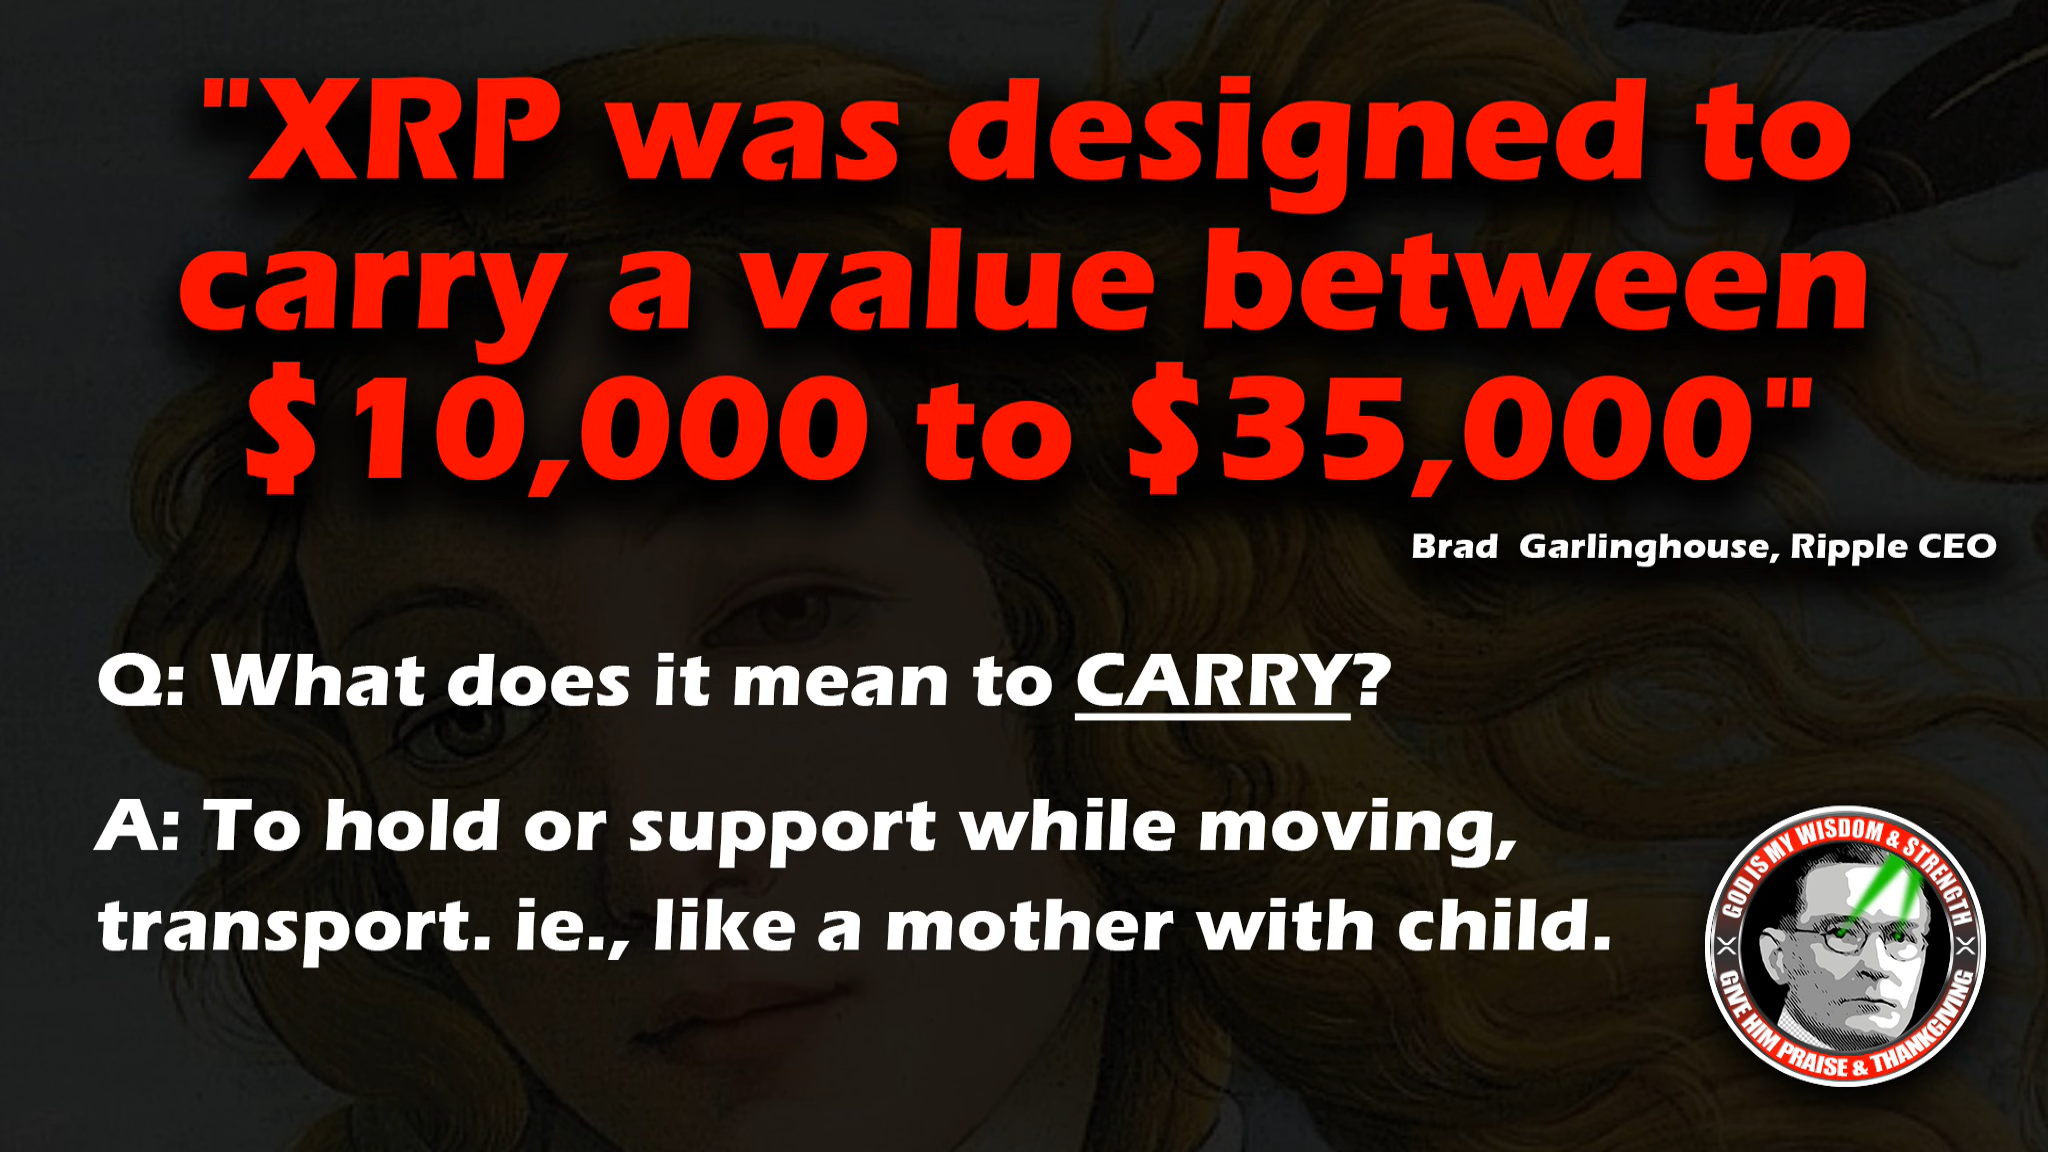 "XRP was designed to
carry a value between
$10,000 to $35,000"
Brad Garlinghouse, Ripple CEO
Q: What does it mean to CARRY?
A: To hold or support while moving,
transport. ie., like a mother with child.
GOD IS MY WISDOM & STRENGTH
GIVE HIM PRAISE & THANKGIVING